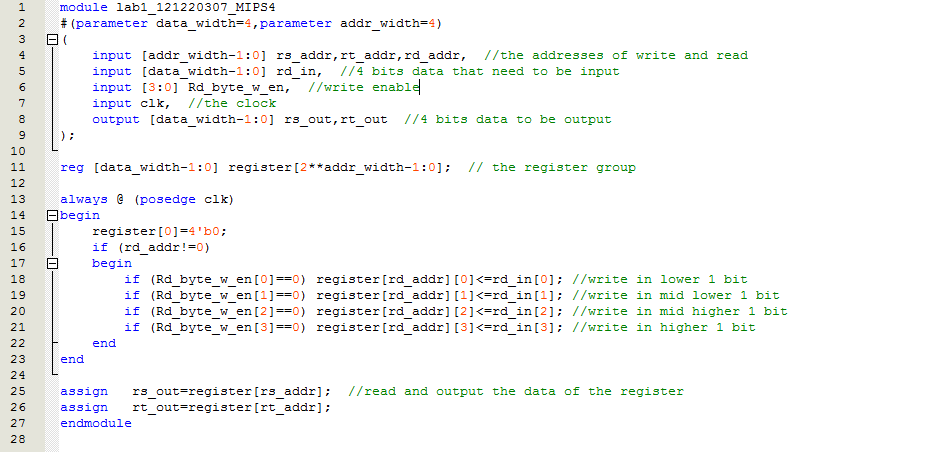 1 module lab1_121220307_MIPS4
2 #(parameter data_width=4,parameter addr_width=4)
3 (
4 input [addr_width-1:0] rs_addr,rt_addr,rd_addr, //the addresses of write and read
5 input [data_width-1:0] rd_in, //4 bits data that need to be input
6 input [3:0] Rd_byte_w_en, //write enable
7 input clk, //the clock
8 output [data_width-1:0] rs_out,rt_out //4 bits data to be output
9 );
10
11 reg [data_width-1:0] register[2**addr_width-1:0]; // the register group
12
13 always @ (posedge clk)
14 begin
15 register[0]=4'b0;
16 if (rd_addr!=0)
17 begin
18 if (Rd_byte_w_en[0]==0) register[rd_addr][0]<=rd_in[0]; //write in lower 1 bit
19 if (Rd_byte_w_en[1]==0) register[rd_addr][1]<=rd_in[1]; //write in mid lower 1 bit
20 if (Rd_byte_w_en[2]==0) register[rd_addr][2]<=rd_in[2]; //write in mid higher 1 bit
21 if (Rd_byte_w_en[3]==0) register[rd_addr][3]<=rd_in[3]; //write in higher 1 bit
22 end
23 end
24
25 assign rs_out=register[rs_addr]; //read and output the data of the register
26 assign rt_out=register[rt_addr];
27 endmodule
28